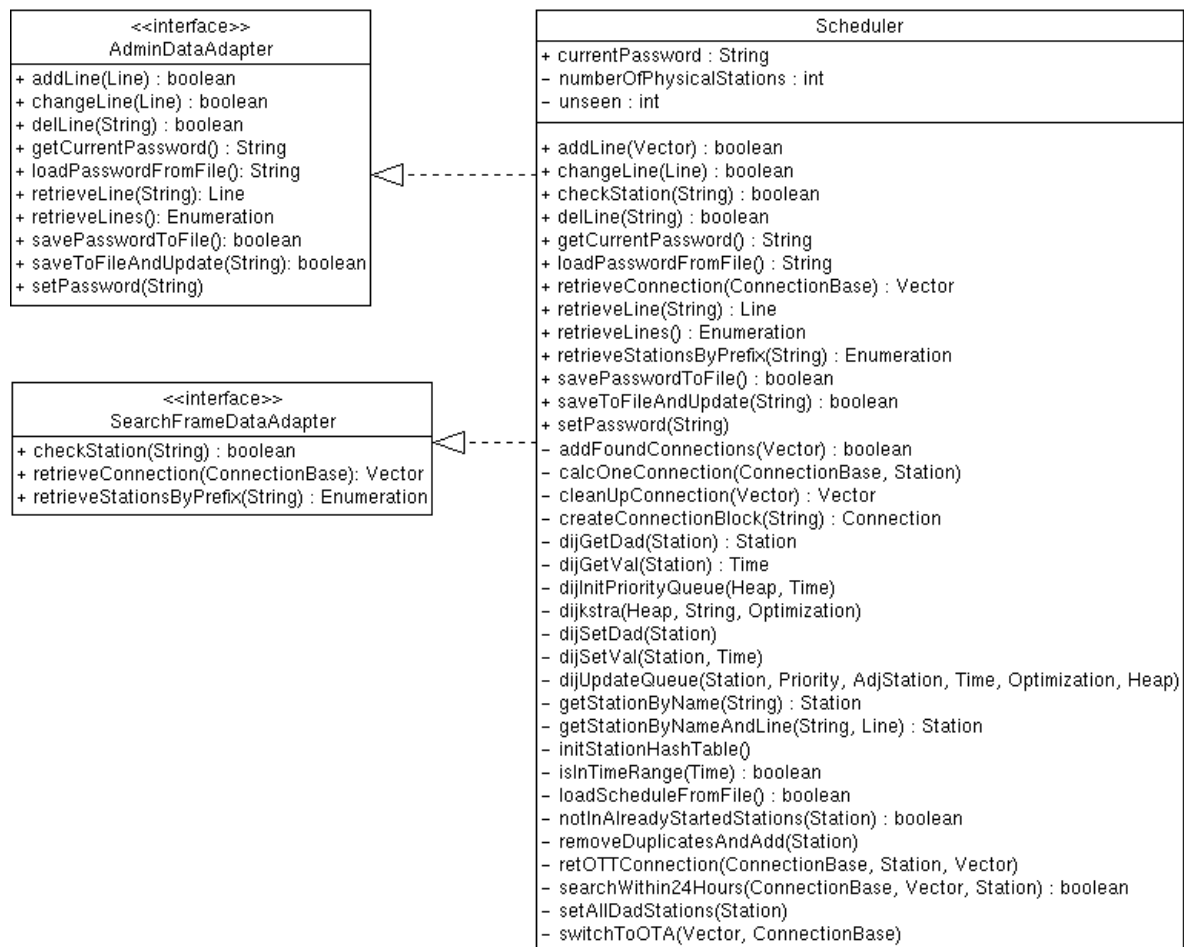 <<interface>>
AdminDataAdapter
+ addLine(Line) : boolean
+ changeLine(Line) : boolean
+ delLine(String) : boolean
+ getCurrentPassword() : String
+ loadPasswordFromFile(): String
+ retrieveLine(String): Line
+ retrieveLines(): Enumeration
+ savePasswordToFile(): boolean
+ saveToFileAndUpdate(String): boolean
+ setPassword(String)
<<interface>>
SearchFrameDataAdapter
+ checkStation(String) : boolean
+ retrieveConnection(ConnectionBase): Vector
+ retrieveStationsByPrefix(String) : Enumeration
Scheduler
+ currentPassword : String
- numberOfPhysicalStations : int
- unseen : int
+ addLine(Vector) : boolean
+ changeLine(Line) : boolean
+ checkStation(String) : boolean
+ delLine(String) : boolean
+ getCurrentPassword() : String
+ loadPasswordFromFile() : String
+ retrieveConnection(ConnectionBase) : Vector
+ retrieveLine(String) : Line
+ retrieveLines() : Enumeration
+ retrieveStationsByPrefix(String) : Enumeration
+ savePasswordToFile() : boolean
+ saveToFileAndUpdate(String) : boolean
+ setPassword(String)
- addFoundConnections(Vector) : boolean
- calcOneConnection(ConnectionBase, Station)
- cleanUpConnection(Vector) : Vector
- createConnectionBlock(String) : Connection
- dijGetDad(Station) : Station
- dijGetVal(Station) : Time
- dijInitPriorityQueue(Heap, Time)
- dijkstra(Heap, String, Optimization)
- dijSetDad(Station)
- dijSetVal(Station, Time)
- dijUpdateQueue(Station, Priority, AdjStation, Time, Optimization, Heap)
- getStationByName(String) : Station
- getStationByNameAndLine(String, Line) : Station
- initStationHashTable()
- isInTimeRange(Time) : boolean
- loadScheduleFromFile() : boolean
- notInAlreadyStartedStations(Station) : boolean
- removeDuplicatesAndAdd(Station)
- retOTTConnection(ConnectionBase, Station, Vector)
- searchWithin24Hours(ConnectionBase, Vector, Station) : boolean
- setAllDadStations(Station)
- switchToOTA(Vector, ConnectionBase)